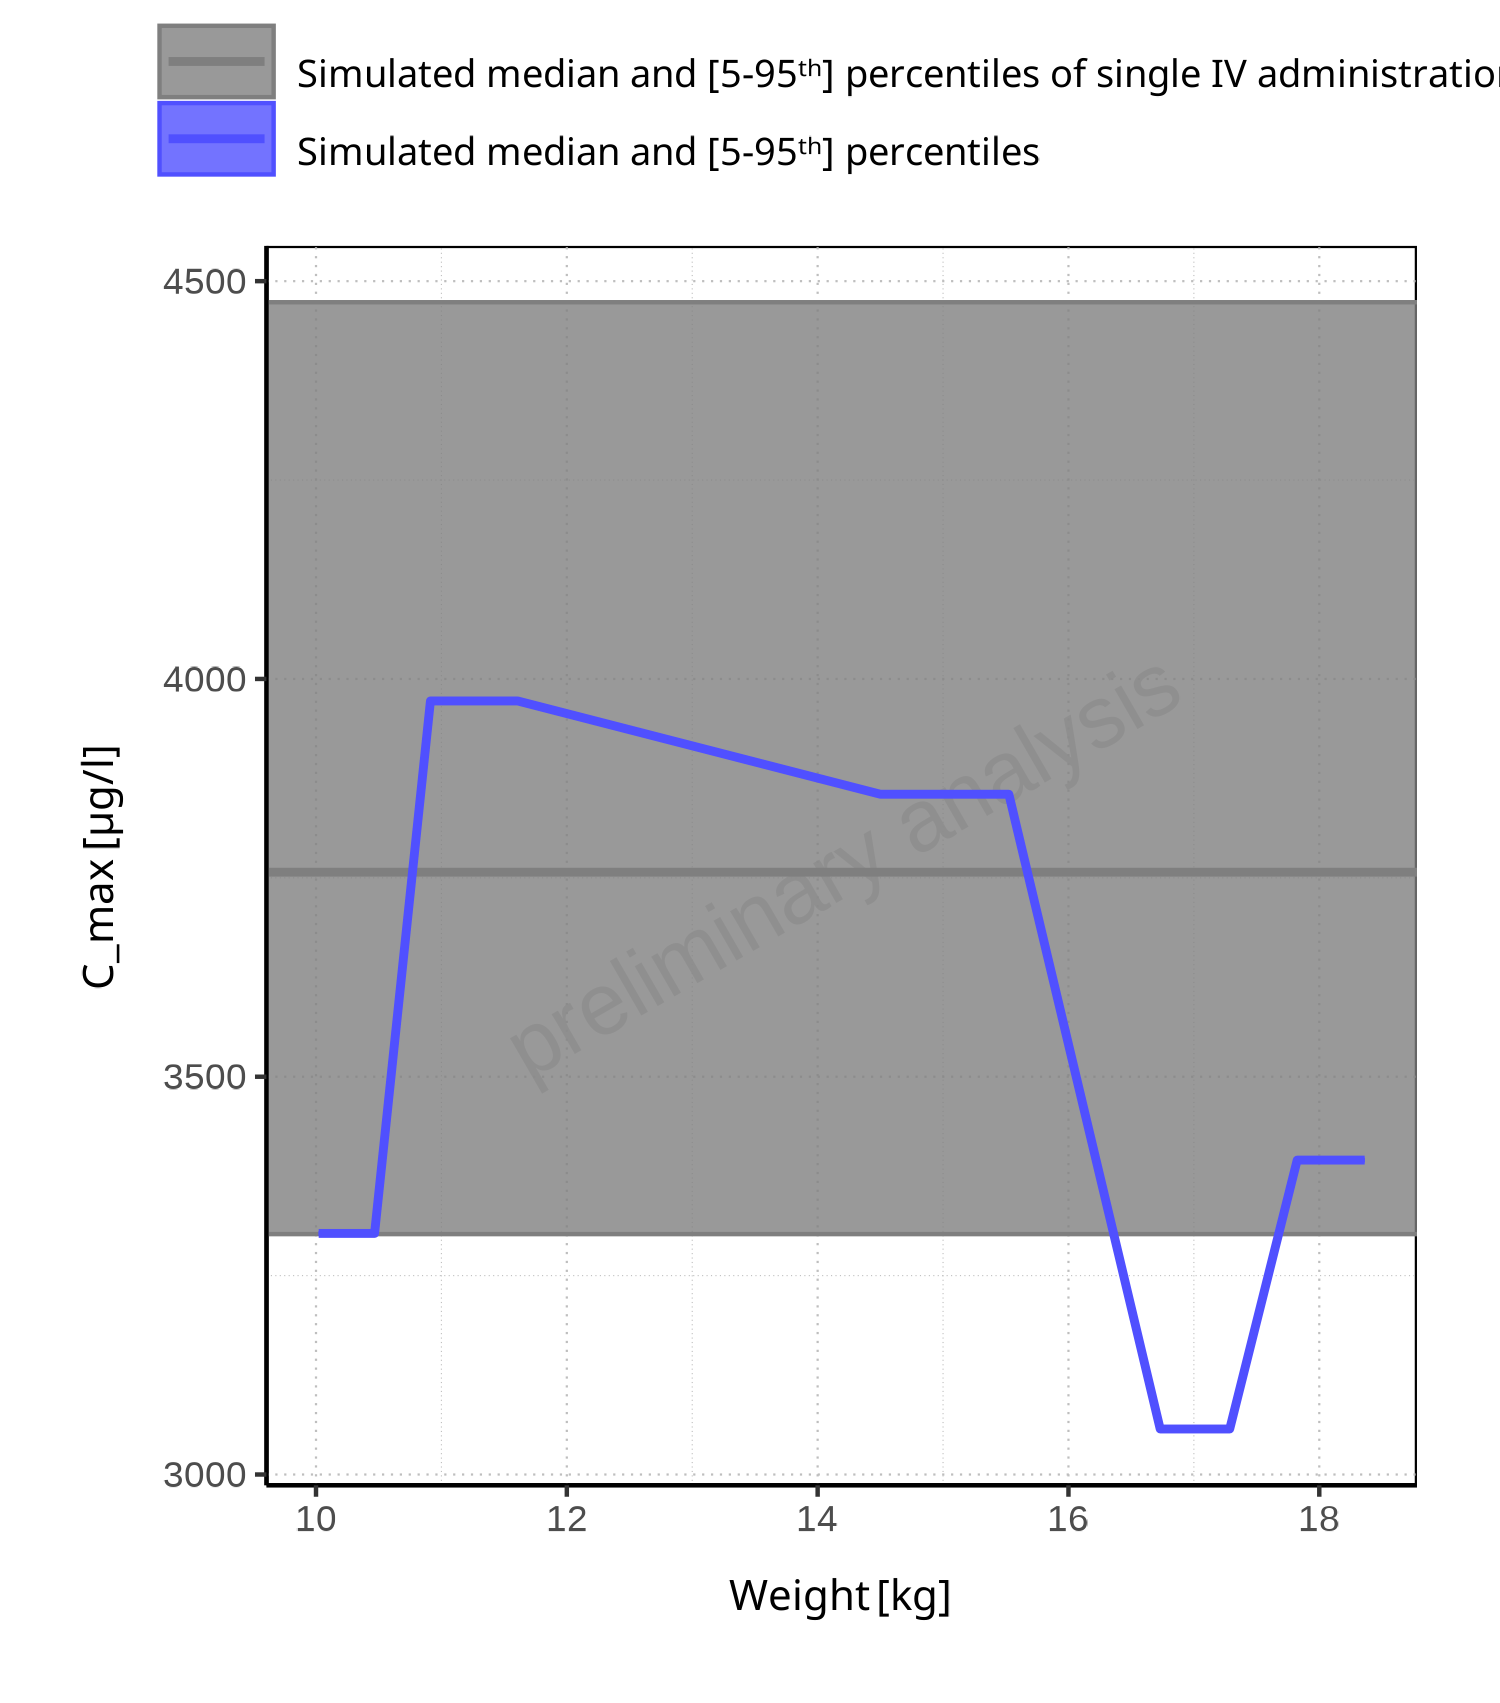 Simulated median and [5-95ᵗʰ] percentiles of single IV administratio
Simulated median and [5-95ᵗʰ] percentiles
4500
4000
3500
3000
C_max [µg/l]
preliminary analysis
10 12 14 16 18
Weight [kg]